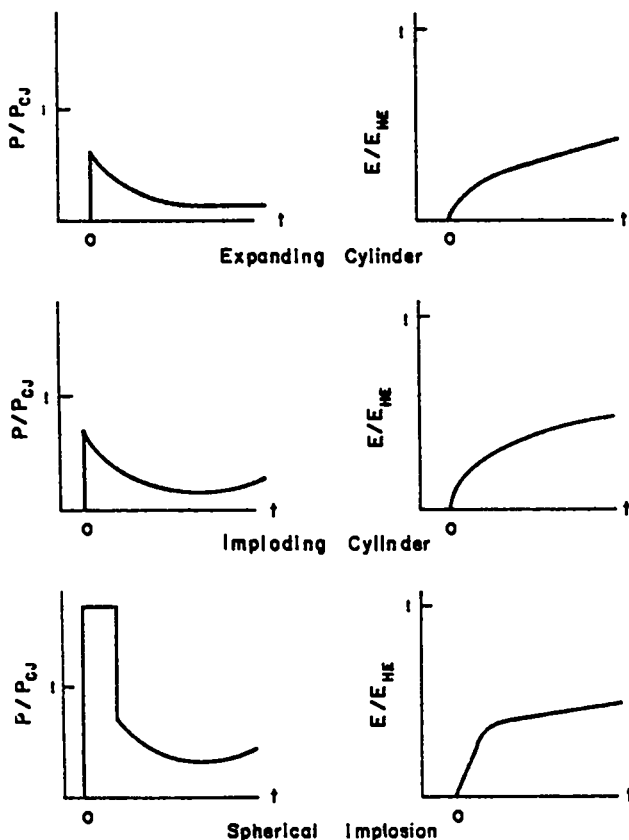 P/P_CJ
1
0
t
E/E_HE
1
0
t
Expanding Cylinder
P/P_CJ
1
0
t
E/E_HE
1
0
t
Imploding Cylinder
P/P_CJ
1
0
t
E/E_HE
1
0
t
Spherical Implosion